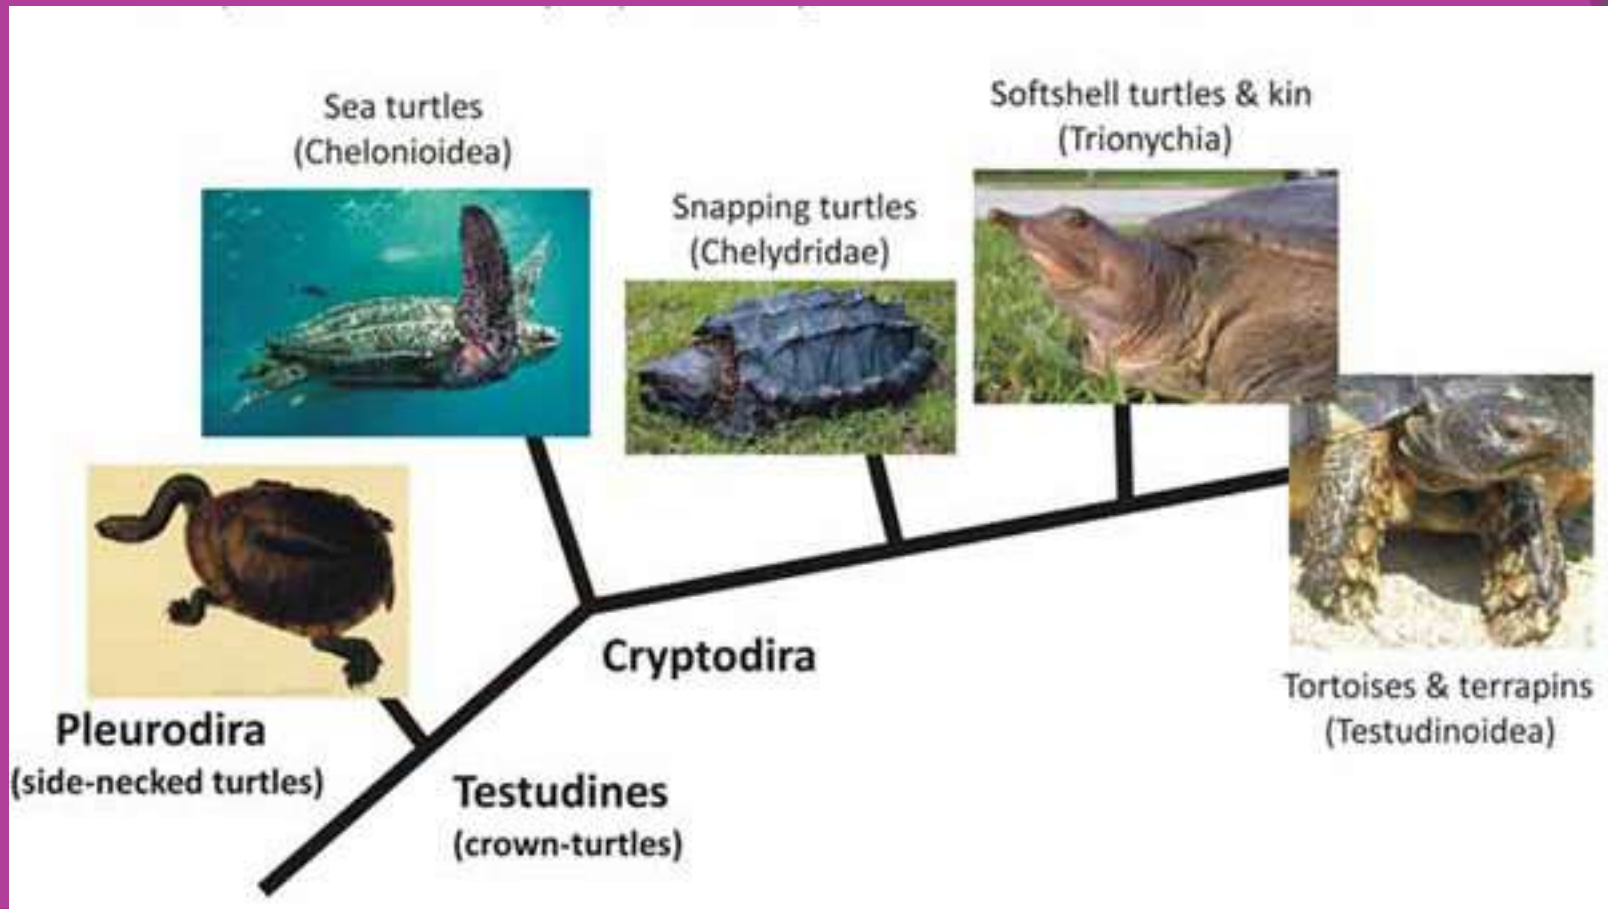 Sea turtles
(Chelonioidea)
Snapping turtles
(Chelydridae)
Softshell turtles & kin
(Trionychia)
Cryptodira
Pleurodira
(side-necked turtles)
Testudines
(crown-turtles)
Tortoises & terrapins
(Testudinoidea)